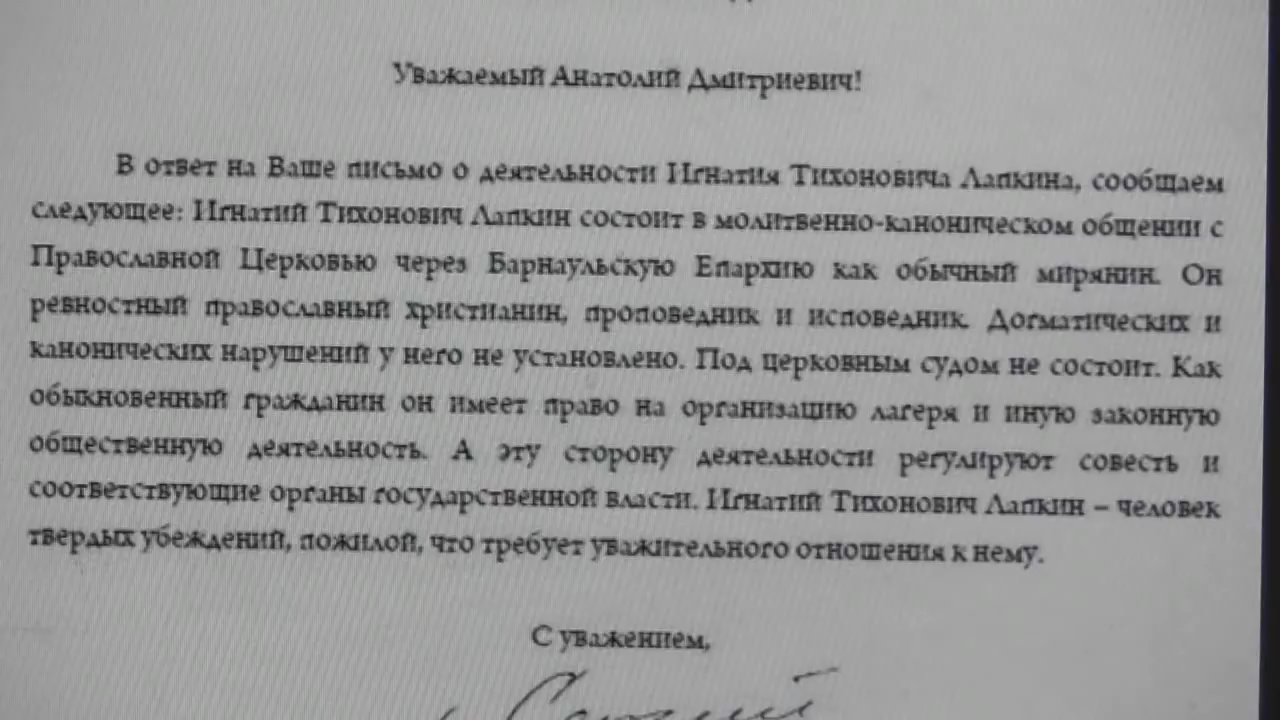 Уважаемый Анатолий Дмитриевич!
В ответ на Ваше письмо о деятельности Игнатия Тихоновича Лапкина, сообщаем
следующее: Игнатий Тихонович Лапкин состоит в молитвенно-каноническом общении с
Православной Церковью через Барнаульскую Епархию как обычный мирянин. Он
ревностный православный христианин, проповедник и исповедник. Догматических и
канонических нарушений у него не установлено. Под церковным судом не состоит. Как
обыкновенный гражданин он имеет право на организацию лагеря и иную законную
общественную деятельность. А эту сторону деятельности регулируют совесть и
соответствующие органы государственной власти. Игнатий Тихонович Лапкин – человек
твердых убеждений, пожилой, что требует уважительного отношения к нему.
С уважением,